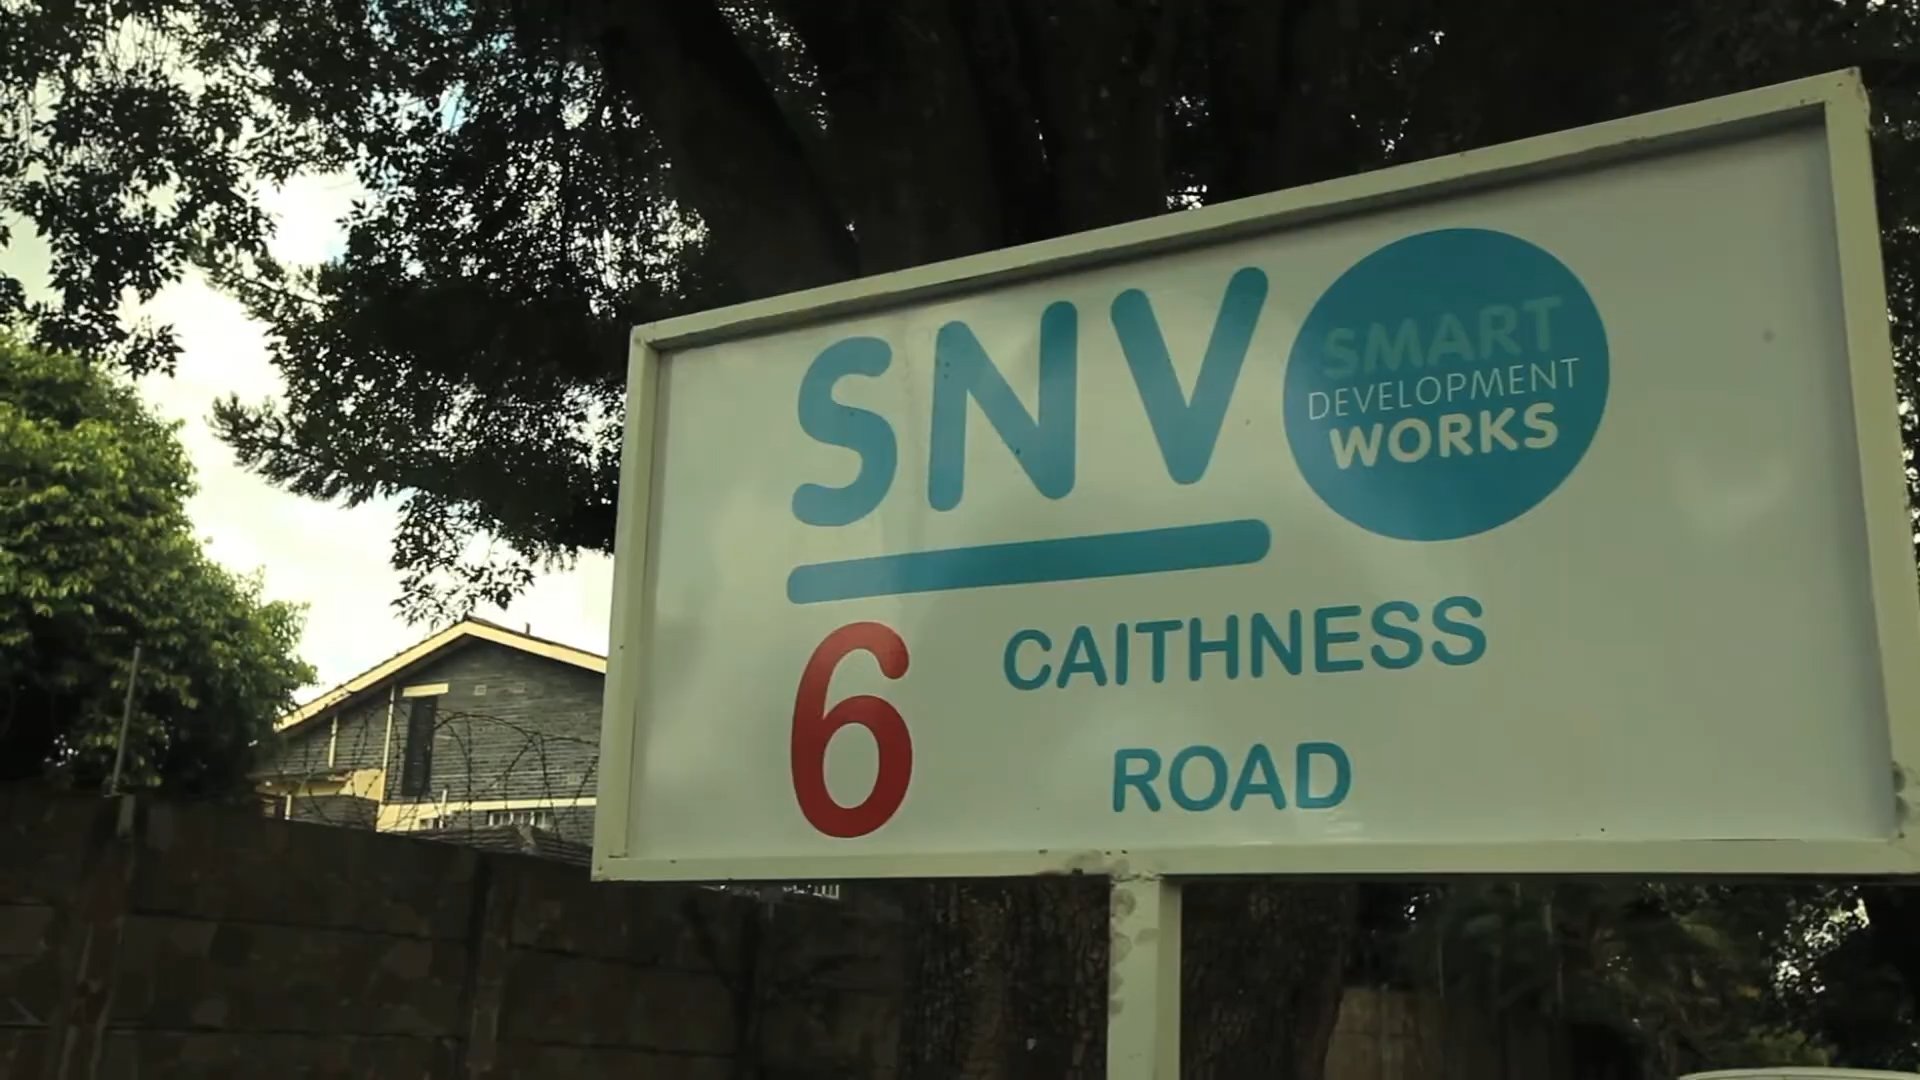 SNV
SMART
DEVELOPMENT
WORKS
6 CAITHNESS
ROAD